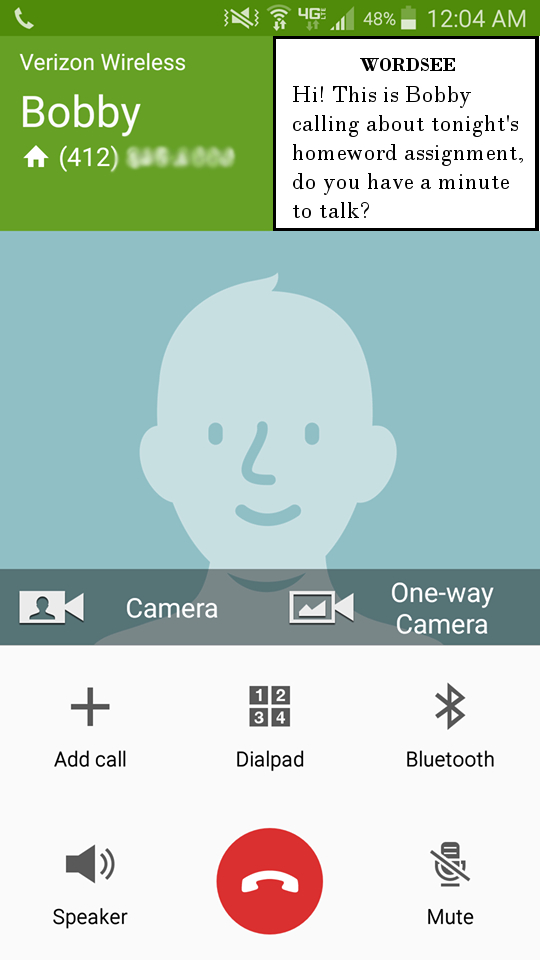 4G LTE 48% 12:04 AM
Verizon Wireless
Bobby
(412)
WORDSEE
Hi! This is Bobby
calling about tonight's
homeword assignment,
do you have a minute
to talk?
Camera
One-way
Camera
1 2
3 4
Add call
Dialpad
Bluetooth
Speaker
Mute